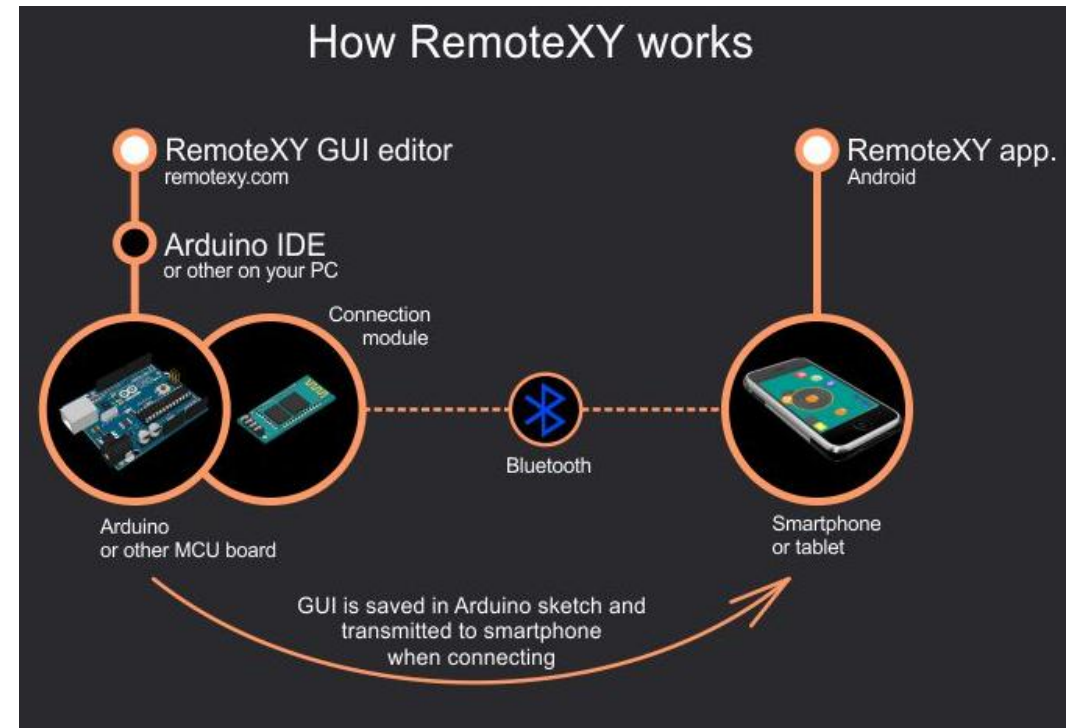 How RemoteXY works
RemoteXY GUI editor
remotexy.com
RemoteXY app.
Android
Arduino IDE
or other on your PC
Connection
module
Bluetooth
Arduino
or other MCU board
Smartphone
or tablet
GUI is saved in Arduino sketch and
transmitted to smartphone
when connecting